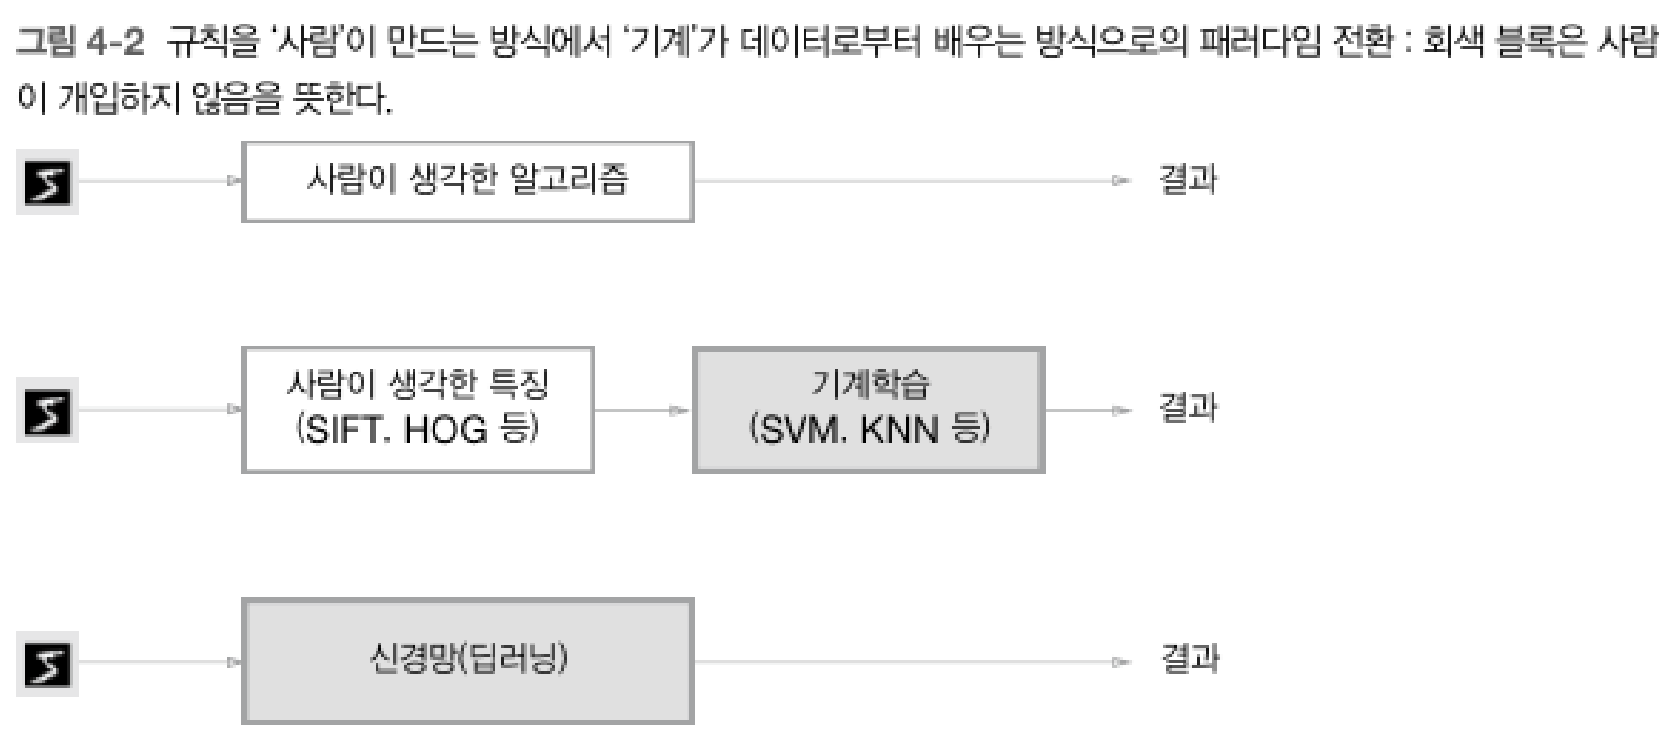 그림 4-2 규칙을 ‘사람’이 만드는 방식에서 ‘기계’가 데이터로부터 배우는 방식으로의 패러다임 전환 : 회색 블록은 사람
이 개입하지 않음을 뜻한다.
사람이 생각한 알고리즘
결과
사람이 생각한 특징
(SIFT. HOG 등)
기계학습
(SVM. KNN 등)
결과
신경망(딥러닝)
결과